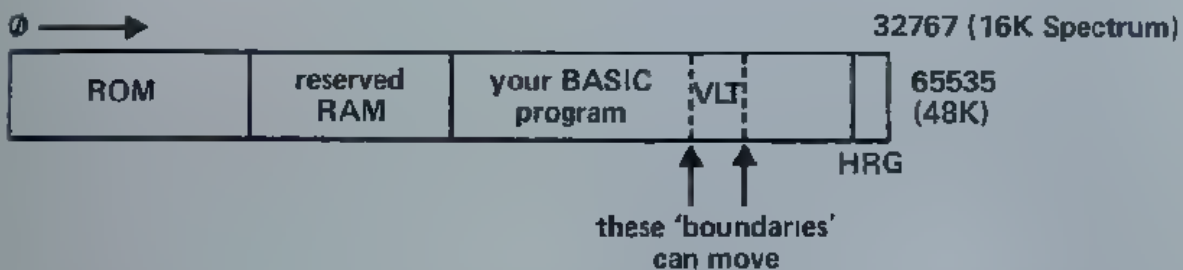 0 32767 (16K Spectrum)
ROM
reserved
RAM
your BASIC
program
VLT
65535
(48K)
HRG
these 'boundaries'
can move